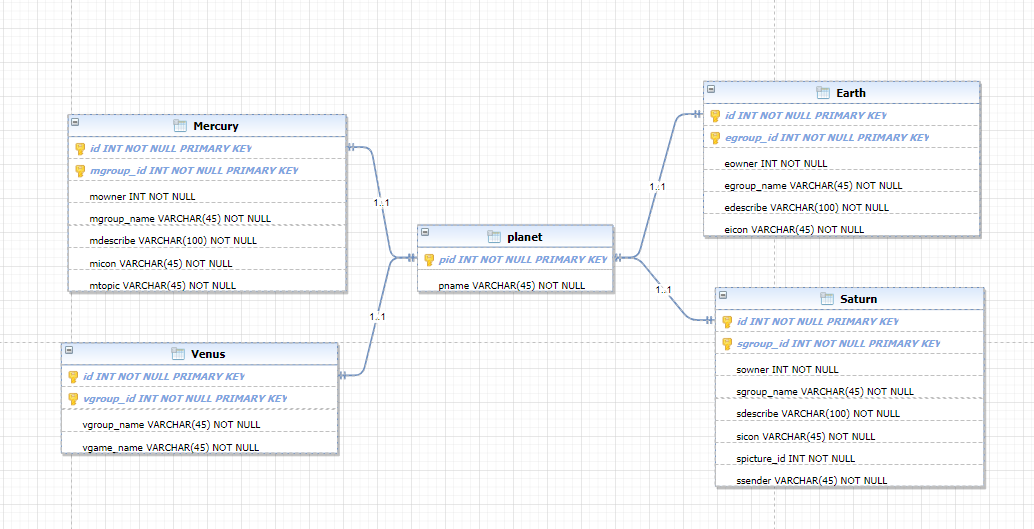 Mercury
id INT NOT NULL PRIMARY KEY
mgroup_id INT NOT NULL PRIMARY KEY
mowner INT NOT NULL
mgroup_name VARCHAR(45) NOT NULL
mdescribe VARCHAR(100) NOT NULL
micon VARCHAR(45) NOT NULL
mtopic VARCHAR(45) NOT NULL
1..1
Venus
id INT NOT NULL PRIMARY KEY
vgroup_id INT NOT NULL PRIMARY KEY
vgroup_name VARCHAR(45) NOT NULL
vgame_name VARCHAR(45) NOT NULL
1..1
planet
pid INT NOT NULL PRIMARY KEY
pname VARCHAR(45) NOT NULL
1..1
Earth
id INT NOT NULL PRIMARY KEY
egroup_id INT NOT NULL PRIMARY KEY
eowner INT NOT NULL
egroup_name VARCHAR(45) NOT NULL
edescribe VARCHAR(100) NOT NULL
eicon VARCHAR(45) NOT NULL
1..1
Saturn
id INT NOT NULL PRIMARY KEY
sgroup_id INT NOT NULL PRIMARY KEY
sowner INT NOT NULL
sgroup_name VARCHAR(45) NOT NULL
sdescribe VARCHAR(100) NOT NULL
sicon VARCHAR(45) NOT NULL
spicture_id INT NOT NULL
ssender VARCHAR(45) NOT NULL